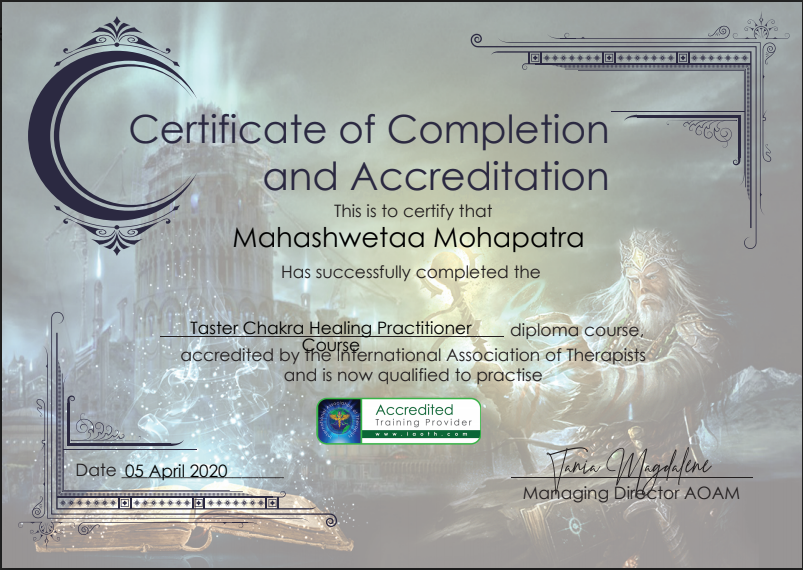 Certificate of Completion
and Accreditation
This is to certify that
Mahashwetaa Mohapatra
Has successfully completed the
Taster Chakra Healing Practitioner
Course
diploma course,
accredited by the International Association of Therapists
and is now qualified to practise
Accredited
Training Provider
www.iaoth.com
Date 05 April 2020
Tania Magdalene
Managing Director AOAM